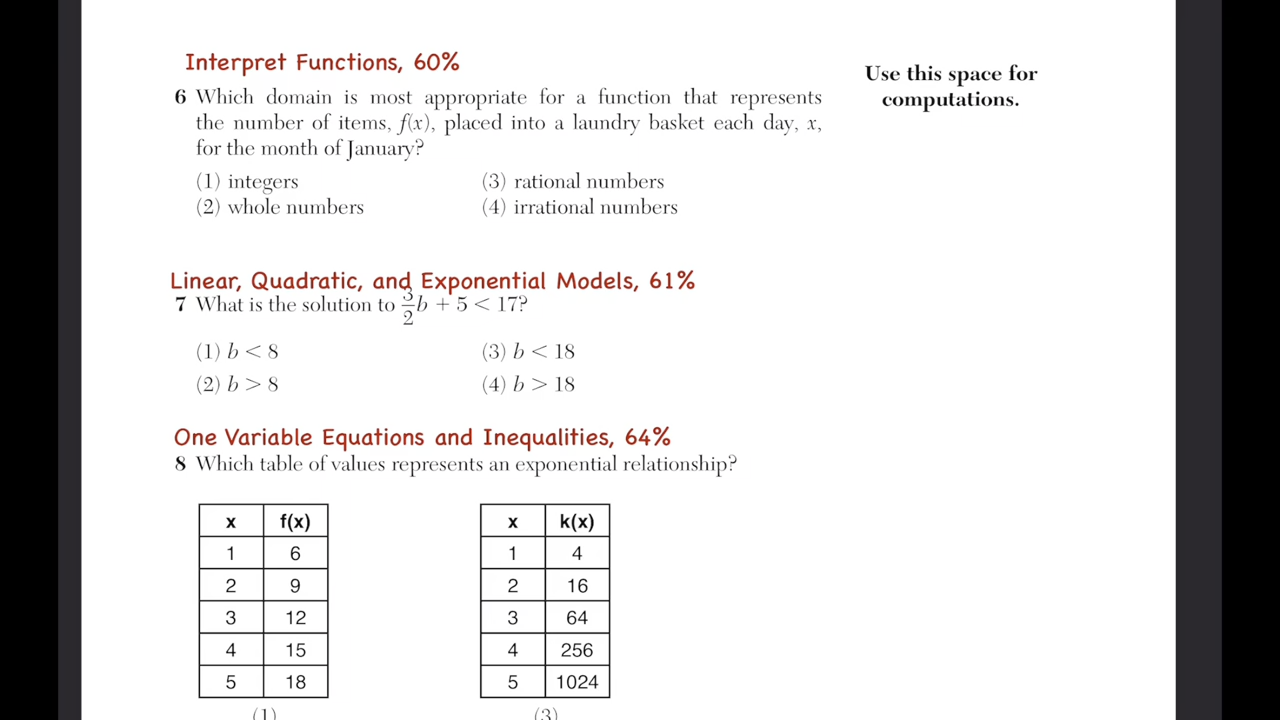 Interpret Functions, 60%
Use this space for
computations.
6 Which domain is most appropriate for a function that represents
the number of items, f(x), placed into a laundry basket each day, x,
for the month of January?
(1) integers (3) rational numbers
(2) whole numbers (4) irrational numbers
Linear, Quadratic, and Exponential Models, 61%
7 What is the solution to 3/2b + 5 < 17?
(1) b < 8 (3) b < 18
(2) b > 8 (4) b > 18
One Variable Equations and Inequalities, 64%
8 Which table of values represents an exponential relationship?
x f(x) x k(x)
1 6 1 4
2 9 2 16
3 12 3 64
4 15 4 256
5 18 5 1024
(1) (3)